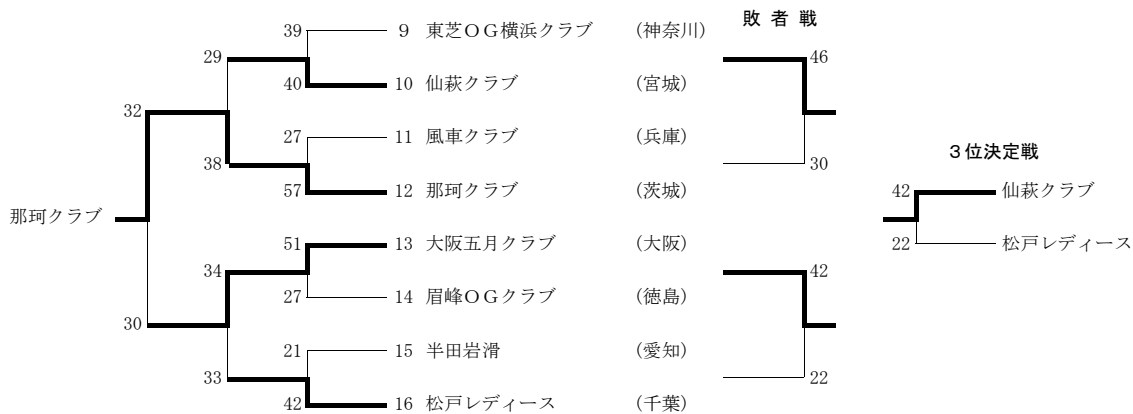 敗者戦
39 9 東芝ＯＧ横浜クラブ (神奈川)
29 46
40 10 仙萩クラブ (宮城)
32
27 11 風車クラブ (兵庫)
３位決定戦
38 30
57 12 那珂クラブ (茨城) 42 仙萩クラブ
那珂クラブ
51 13 大阪五月クラブ (大阪) 22 松戸レディース
34 42
27 14 眉峰ＯＧクラブ (徳島)
30
21 15 半田岩滑 (愛知)
33 22
42 16 松戸レディース (千葉)